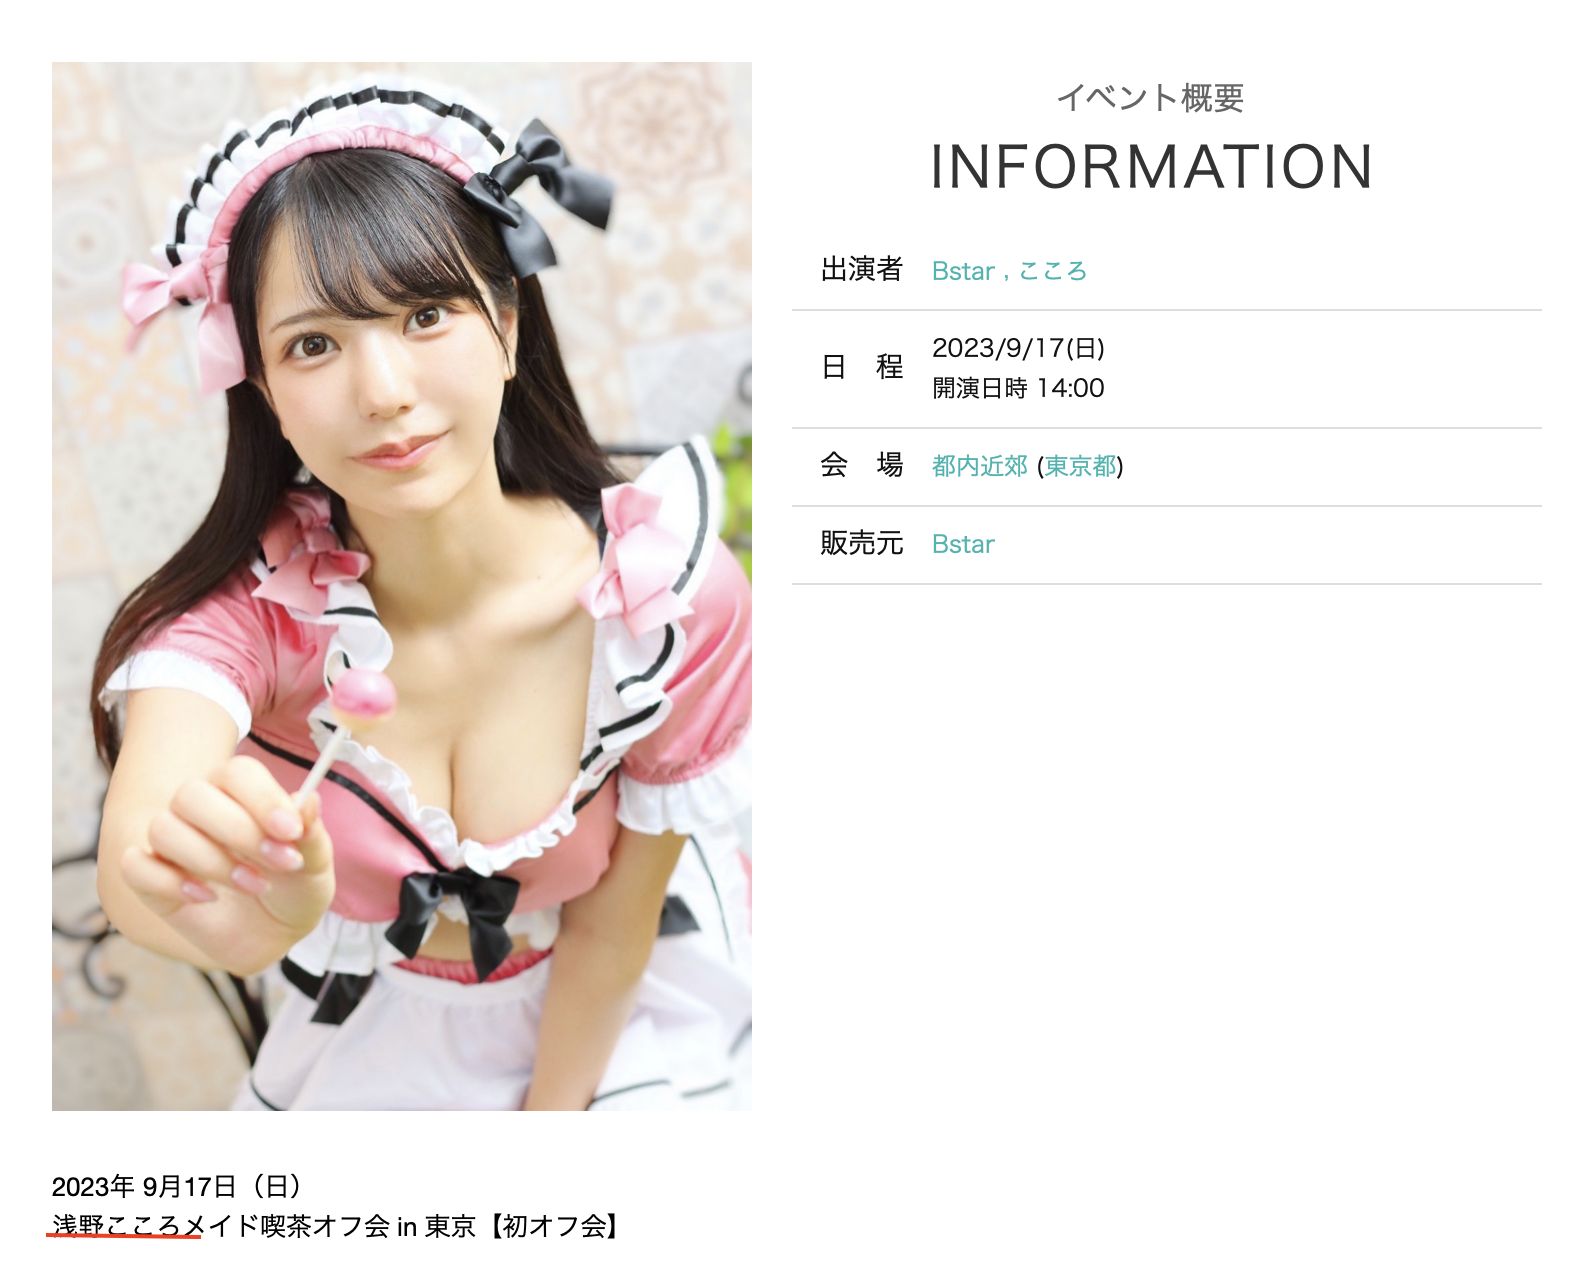 イベント概要
INFORMATION
出演者 Bstar , こころ
日　程 2023/9/17(日)
開演日時 14:00
会　場 都内近郊 (東京都)
販売元 Bstar
2023年 9月17日（日）
浅野こころメイド喫茶オフ会 in 東京【初オフ会】